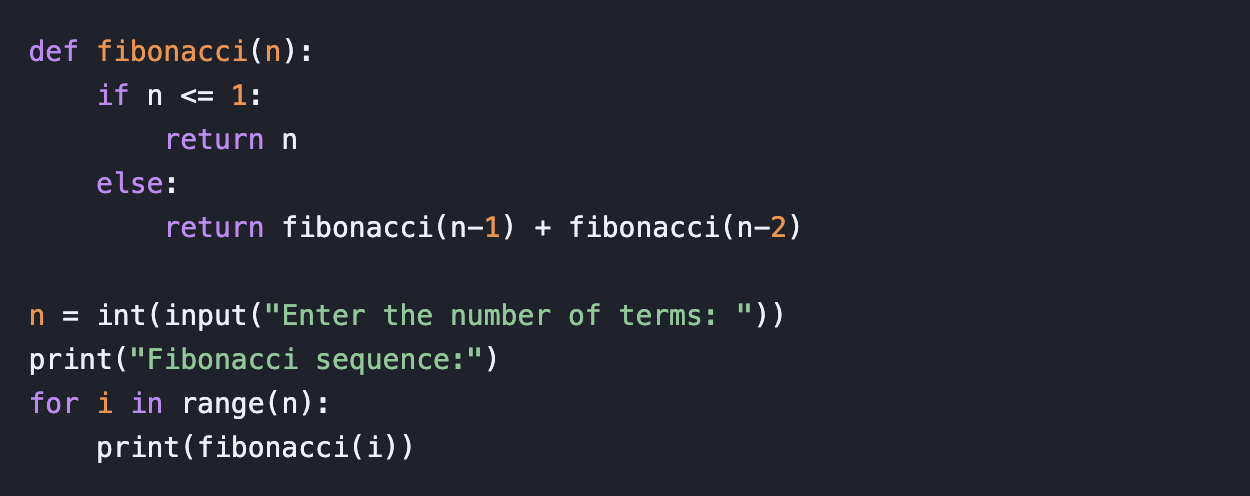 def fibonacci(n):
    if n <= 1:
        return n
    else:
        return fibonacci(n-1) + fibonacci(n-2)

n = int(input("Enter the number of terms: "))
print("Fibonacci sequence:")
for i in range(n):
    print(fibonacci(i))